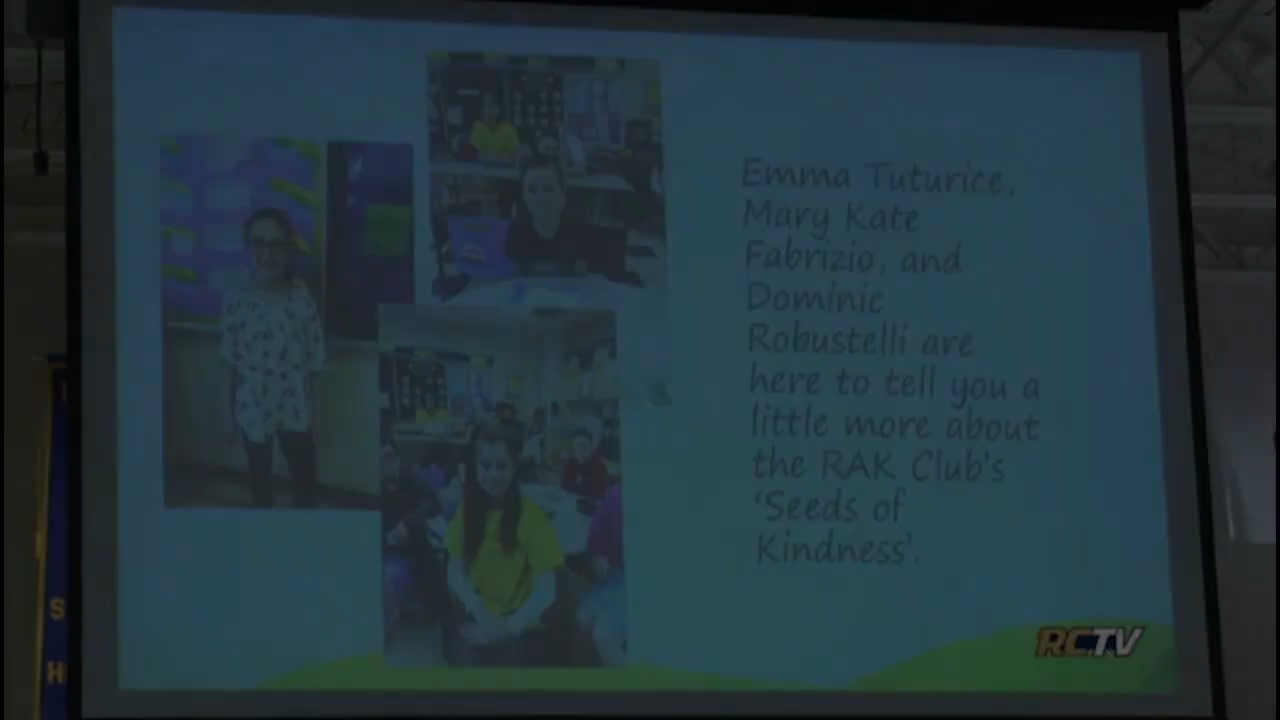 Emma Tuturice,
Mary Kate
Fabrizio, and
Dominic
Robustelli are
here to tell you a
little more about
the RAK Club's
'Seeds of
Kindness'.
RCTV
S
H